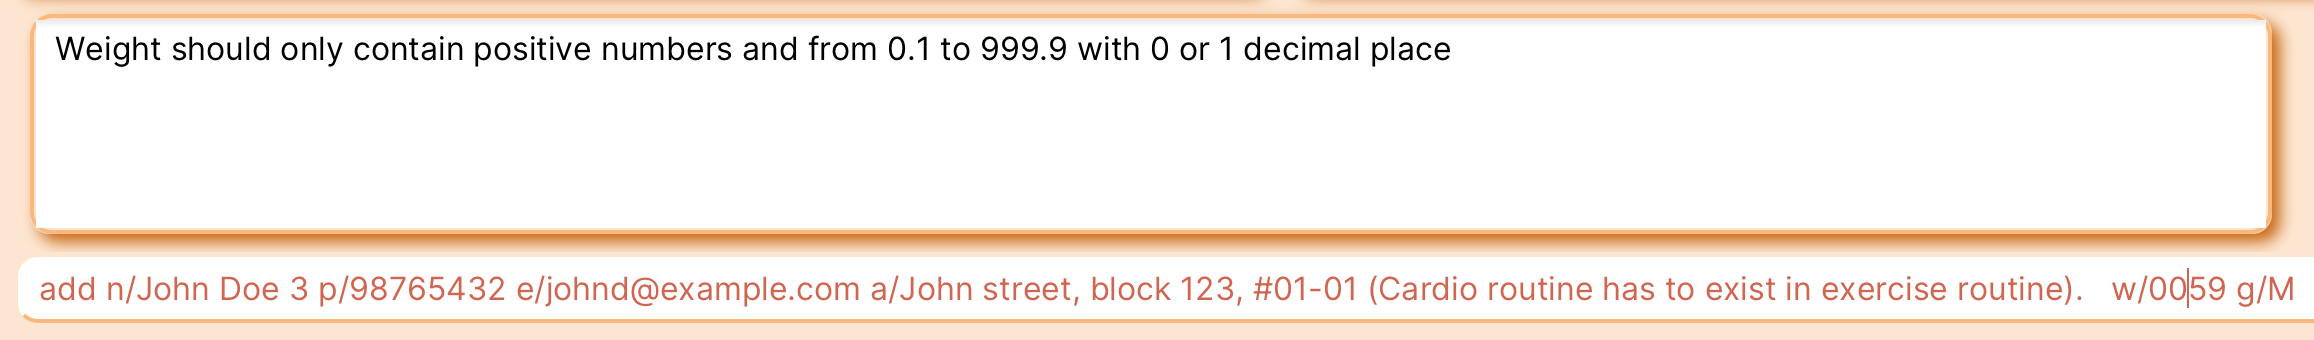 Weight should only contain positive numbers and from 0.1 to 999.9 with 0 or 1 decimal place
add n/John Doe 3 p/98765432 e/johnd@example.com a/John street, block 123, #01-01 (Cardio routine has to exist in exercise routine).   w/0059 g/M